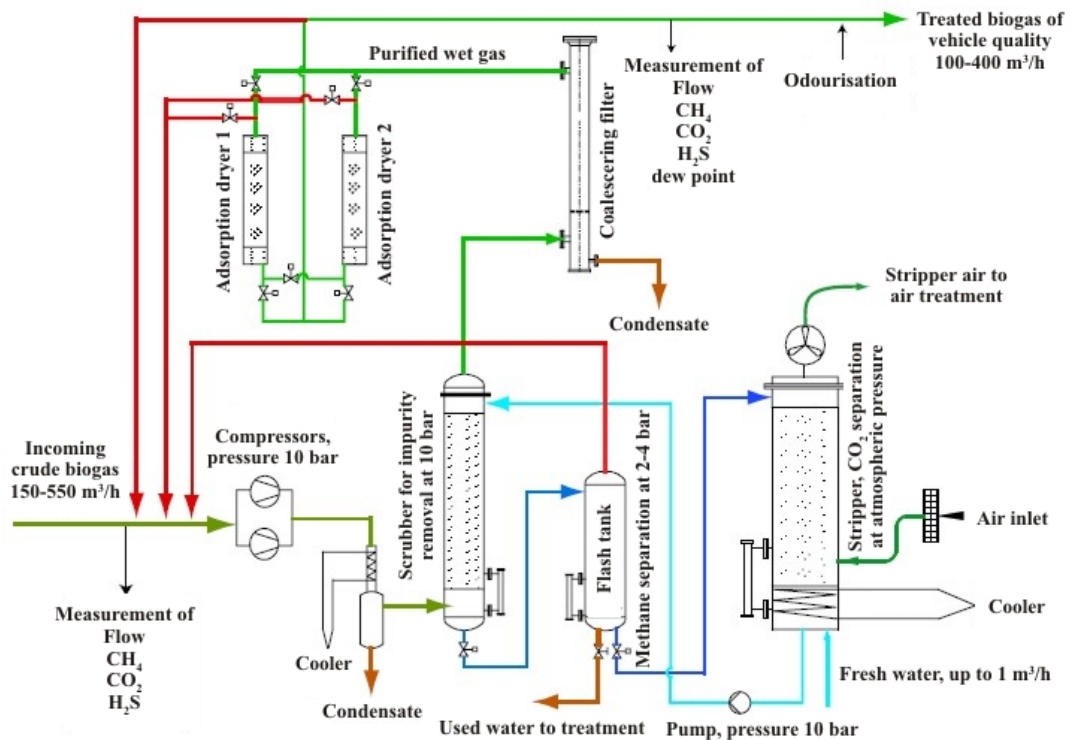 Treated biogas of
vehicle quality
100-400 m³/h
Purified wet gas
Measurement of
Flow
CH₄
CO₂
H₂S
dew point
Odourisation
Adsorption dryer 1
Adsorption dryer 2
Coalescering filter
Condensate
Stripper air to
air treatment
Incoming
crude biogas
150-550 m³/h
Compressors,
pressure 10 bar
Scrubber for impurity
removal at 10 bar
Flash tank
Methane separation at 2-4 bar
Stripper, CO₂ separation
at atmospheric pressure
Air inlet
Measurement of
Flow
CH₄
CO₂
H₂S
Cooler
Condensate
Cooler
Fresh water, up to 1 m³/h
Used water to treatment
Pump, pressure 10 bar